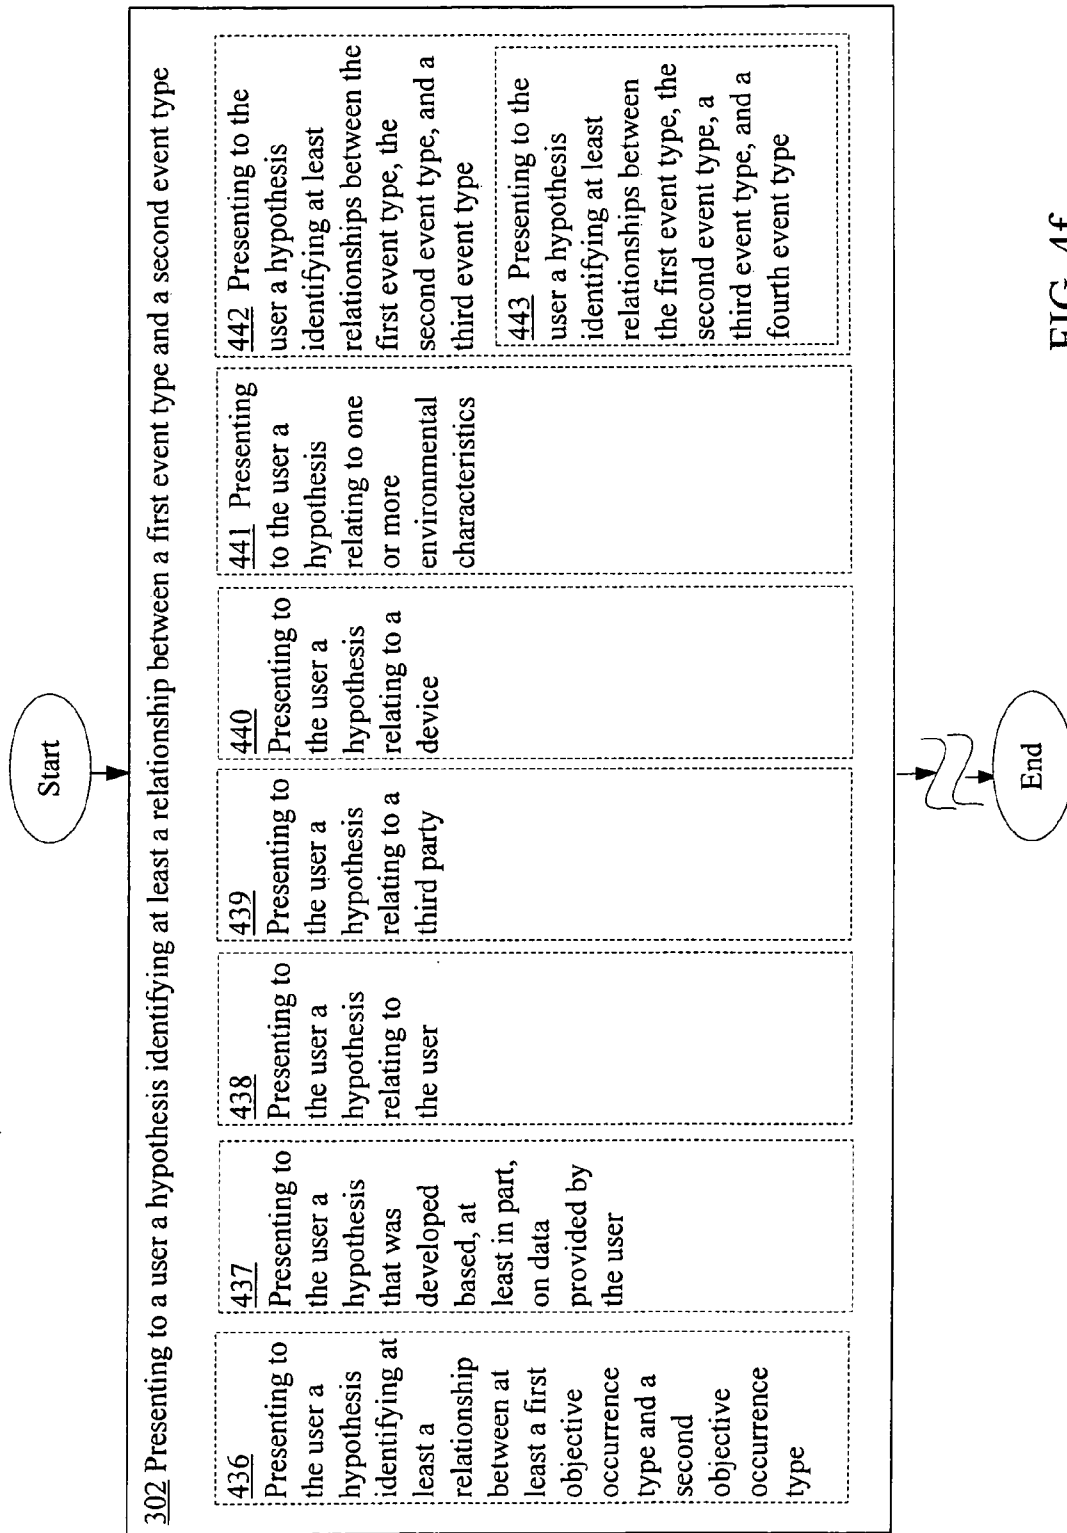 Start
302 Presenting to a user a hypothesis identifying at least a relationship between a first event type and a second event type
436
Presenting to
the user a
hypothesis
identifying at
least a
relationship
between at
least a first
objective
occurrence
type and a
second
objective
occurrence
type
437
Presenting to
the user a
hypothesis
that was
developed
based, at
least in part,
on data
provided by
the user
438
Presenting to
the user a
hypothesis
relating to
the user
439
Presenting to
the user a
hypothesis
relating to a
third party
440
Presenting to
the user a
hypothesis
relating to a
device
441 Presenting
to the user a
hypothesis
relating to one
or more
environmental
characteristics
442 Presenting to the
user a hypothesis
identifying at least
relationships between the
first event type, the
second event type, and a
third event type
443 Presenting to the
user a hypothesis
identifying at least
relationships between
the first event type, the
second event type, a
third event type, and a
fourth event type
End
FIG. 4f